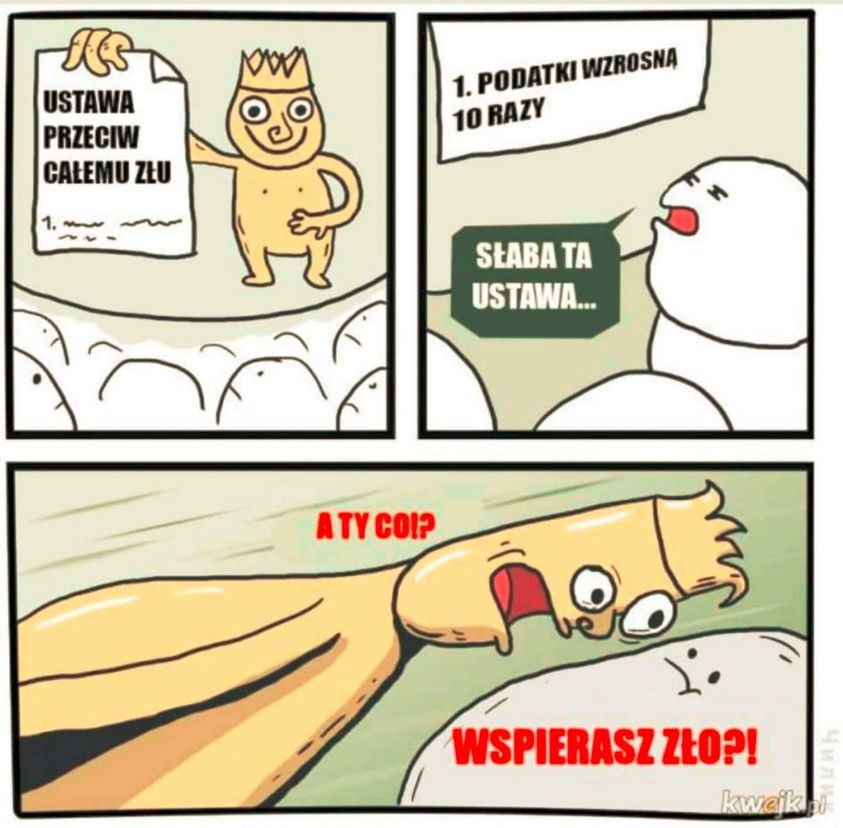 USTAWA
PRZECIW
CAŁEMU ZŁU
1.
1. PODATKI WZROSNĄ
10 RAZY
SŁABA TA
USTAWA...
A TY CO!?
WSPIERASZ ZŁO?!
kwejk.pl
Чилик